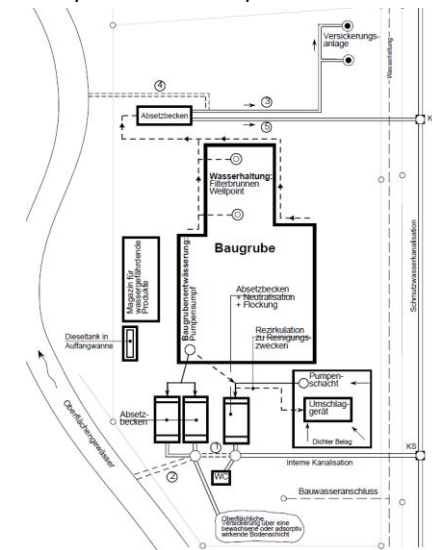 Versickerungs-
anlage
Wasserhaltung
④
③
Absetzbecken
⑤
K
Wasserhaltung:
Filterbrunnen
Wellpoint
Baugrube
Schmutzwasserkanalisation
Magazin für
wassergefährdende
Produkte
Baugrubenentwässerung:
Pumpensumpf
Absetzbecken
+ Neutralisation
+ Flockung
Rezirkulation
zu Reinigungs-
zwecken
Dieseltank in
Auffangwanne
Pumpen-
schacht
Umschlag-
gerät
Dichter Belag
Oberflächengewässer
Absetz-
becken
①
KS
Interne Kanalisation
②
WC
Bauwasseranschluss
Oberflächliche
Versickerung über eine
bewachsene oder adsorptiv
wirkende Bodenschicht